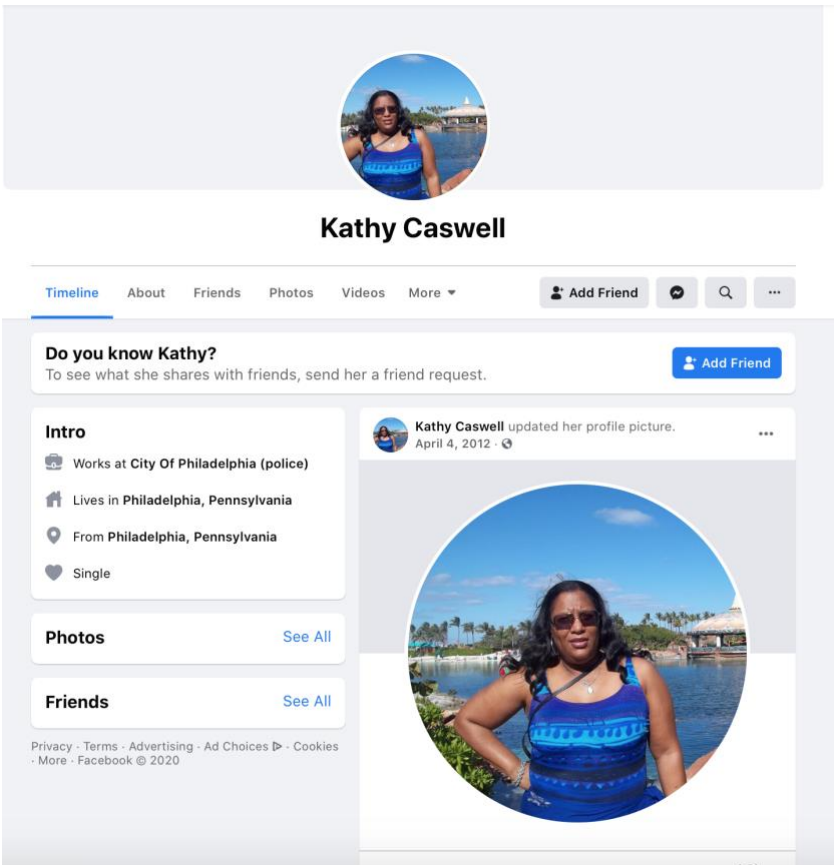 Kathy Caswell
Timeline About Friends Photos Videos More Add Friend
Do you know Kathy?
To see what she shares with friends, send her a friend request.
Add Friend
Intro
Works at City Of Philadelphia (police)
Lives in Philadelphia, Pennsylvania
From Philadelphia, Pennsylvania
Single
Photos See All
Friends See All
Privacy · Terms · Advertising · Ad Choices · Cookies
· More · Facebook © 2020
Kathy Caswell updated her profile picture.
April 4, 2012 ·